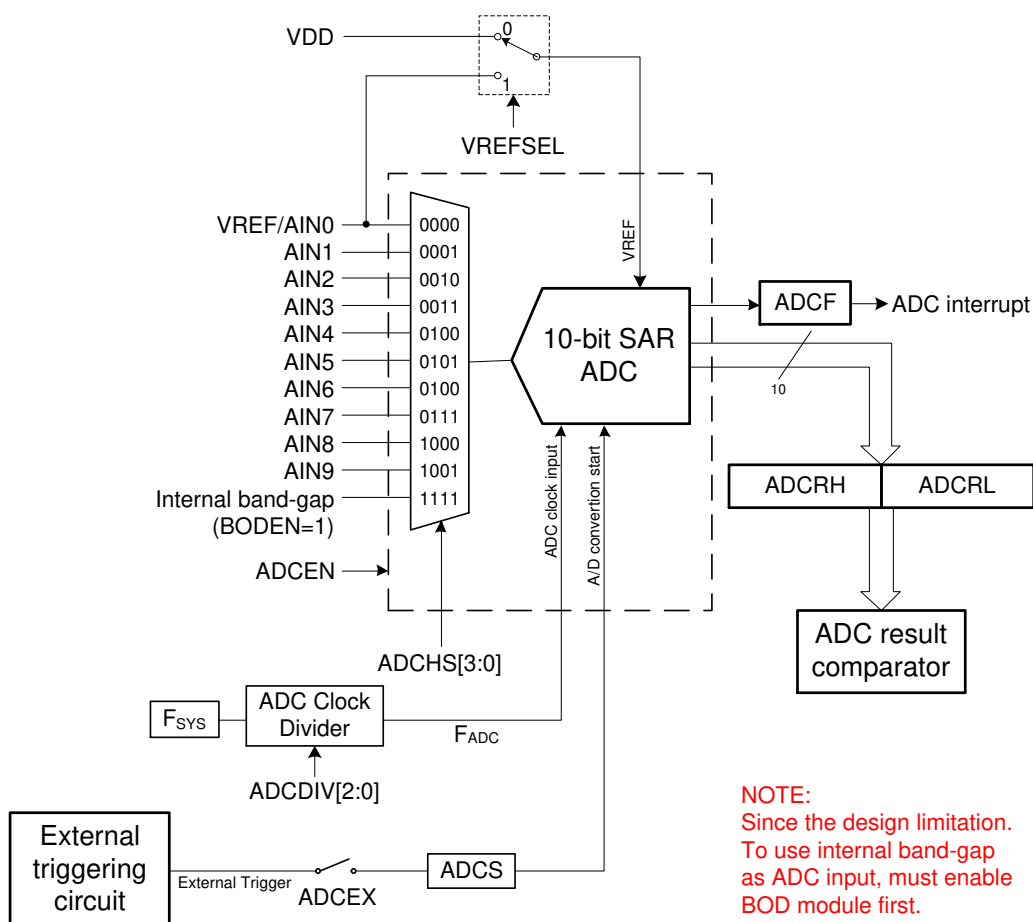 VDD
0
1
VREFSEL
VREF/AIN0
0000
AIN1
0001
AIN2
0010
AIN3
0011
AIN4
0100
AIN5
0101
AIN6
0100
AIN7
0111
AIN8
1000
AIN9
1001
Internal band-gap
(BODEN=1)
1111
ADCEN
ADCHS[3:0]
VREF
10-bit SAR
ADC
ADC clock input
A/D convertion start
ADCF
ADC interrupt
10
ADCRH
ADCRL
ADC result
comparator
FSYS
ADC Clock
Divider
FADC
ADCDIV[2:0]
External
triggering
circuit
External Trigger
ADCEX
ADCS
NOTE:
Since the design limitation.
To use internal band-gap
as ADC input, must enable
BOD module first.